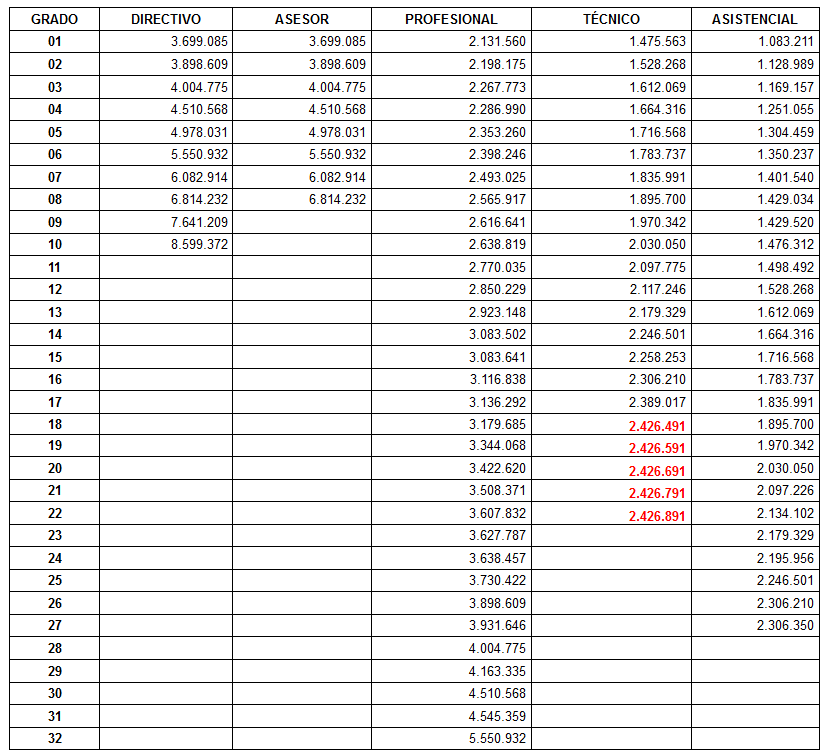 GRADO DIRECTIVO ASESOR PROFESIONAL TÉCNICO ASISTENCIAL
01 3.699.085 3.699.085 2.131.560 1.475.563 1.083.211
02 3.898.609 3.898.609 2.198.175 1.528.268 1.128.989
03 4.004.775 4.004.775 2.267.773 1.612.069 1.169.157
04 4.510.568 4.510.568 2.286.990 1.664.316 1.251.055
05 4.978.031 4.978.031 2.353.260 1.716.568 1.304.459
06 5.550.932 5.550.932 2.398.246 1.783.737 1.350.237
07 6.082.914 6.082.914 2.493.025 1.835.991 1.401.540
08 6.814.232 6.814.232 2.565.917 1.895.700 1.429.034
09 7.641.209 2.616.641 1.970.342 1.429.520
10 8.599.372 2.638.819 2.030.050 1.476.312
11 2.770.035 2.097.775 1.498.492
12 2.850.229 2.117.246 1.528.268
13 2.923.148 2.179.329 1.612.069
14 3.083.502 2.246.501 1.664.316
15 3.083.641 2.258.253 1.716.568
16 3.116.838 2.306.210 1.783.737
17 3.136.292 2.389.017 1.835.991
18 3.179.685 2.426.491 1.895.700
19 3.344.068 2.426.591 1.970.342
20 3.422.620 2.426.691 2.030.050
21 3.508.371 2.426.791 2.097.226
22 3.607.832 2.426.891 2.134.102
23 3.627.787 2.179.329
24 3.638.457 2.195.956
25 3.730.422 2.246.501
26 3.898.609 2.306.210
27 3.931.646 2.306.350
28 4.004.775
29 4.163.335
30 4.510.568
31 4.545.359
32 5.550.932